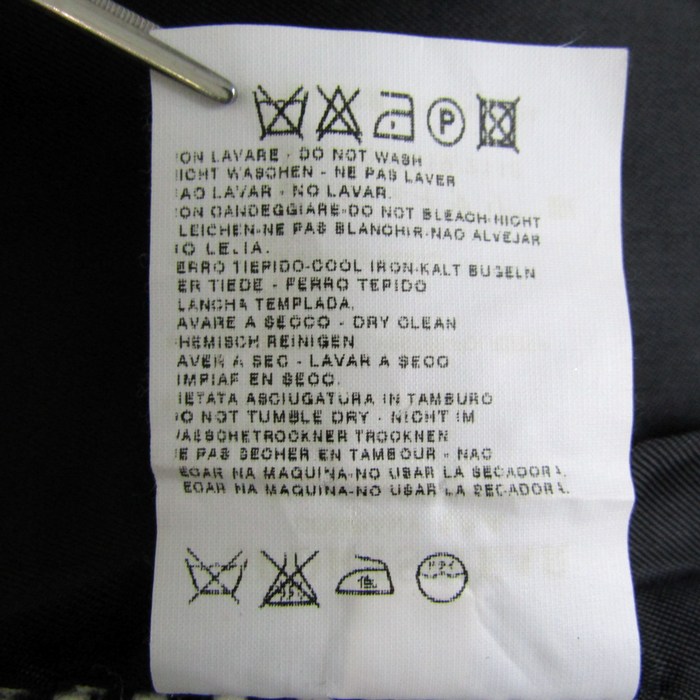 P
ON LAVARE - DO NOT WASH
ICHT WASCHEN - NE PAS LAVER
AO LAVAR - NO LAVAR.
ON CANDEGGIARE-DO NOT BLEACH-NICHT
LEICHEN-NE PAS BLANCHIR-NAO ALVEJAR
O LEJIA.
ERRO TIEPIDO-COOL IRON-KALT BUGELN
ER TIEDE - FERRO TEPIDO
LANCHA TEMPLADA.
AVARE A SECCO - DRY CLEAN
HEMISCH REINIGEN
AVER A SEC - LAVAR A SECO
IMPIAF EN SECO.
IETATA ASCIUGATURA IN TAMBURO
O NOT TUMBLE DRY - NICHT IM
ASCHETROCKNER TROCKNEN
E PAS SECHER EN TAMBOUR - NAO
ECAR NA MAQUINA-NO USAR LA SECADORA.
ECAR NA MAQUINA-NO USAR LA SECADORA.
低